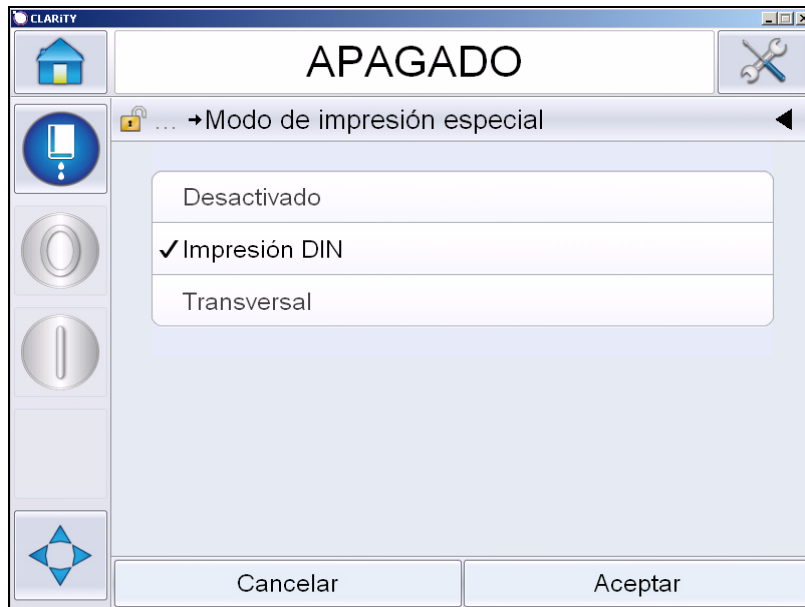 CLARiTY
APAGADO
... →Modo de impresión especial
Desactivado
✓Impresión DIN
Transversal
Cancelar
Aceptar